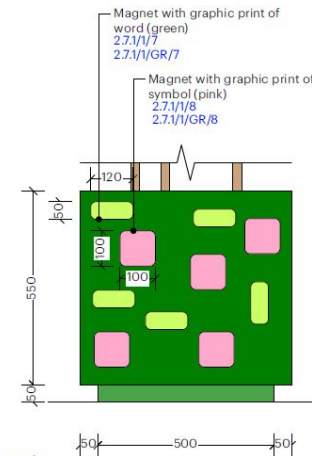 Magnet with graphic print of
word (green)
2.7.1/1/7
2.7.1/1/GR/7
Magnet with graphic print of
symbol (pink)
2.7.1/1/8
2.7.1/1/GR/8
120
50
100
100
550
50
50
500
50